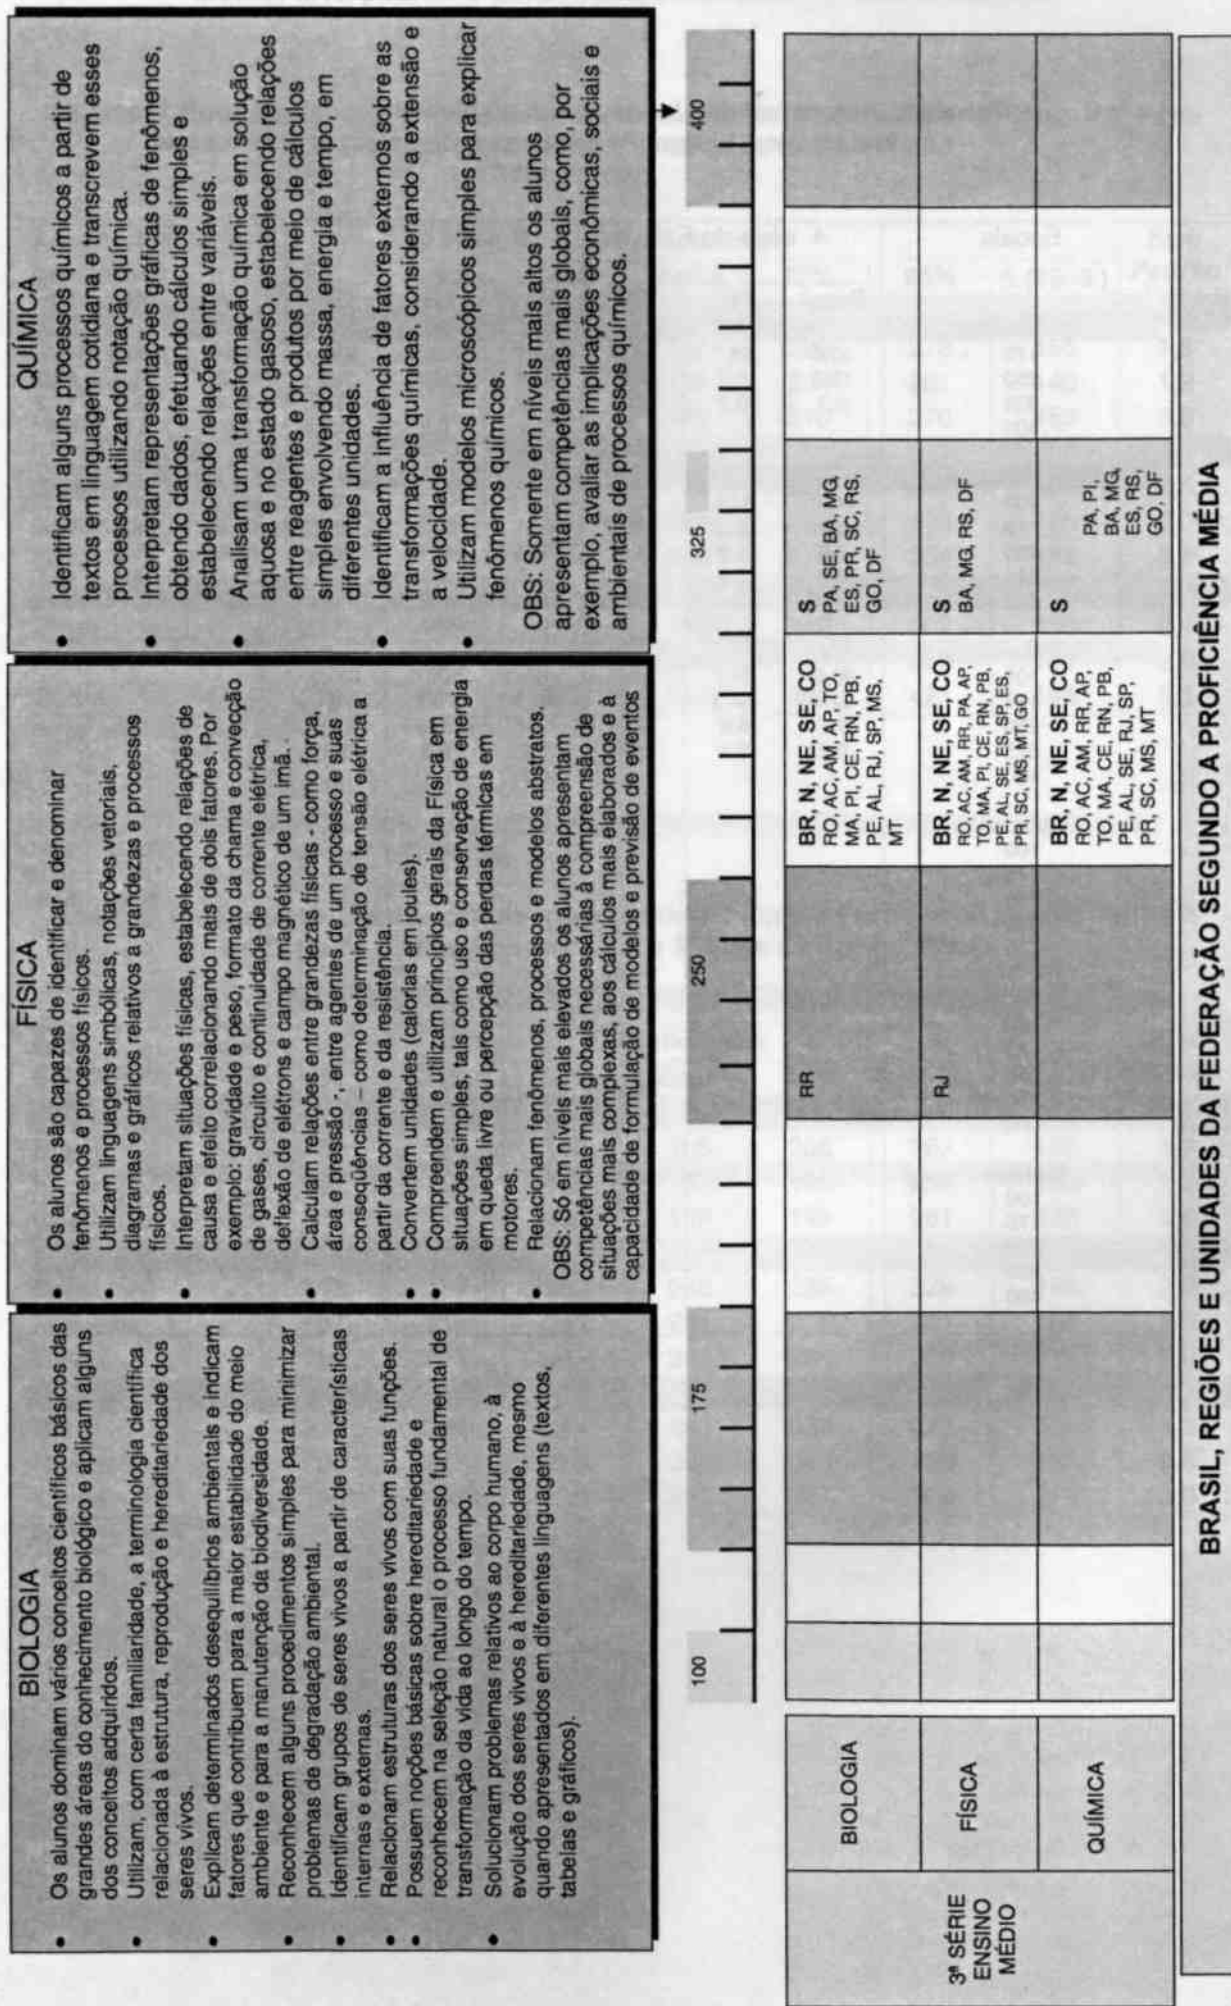 BIOLOGIA
• Os alunos dominam vários conceitos científicos básicos das
grandes áreas do conhecimento biológico e aplicam alguns
dos conceitos adquiridos.
• Utilizam, com certa familiaridade, a terminologia científica
relacionada à estrutura, reprodução e hereditariedade dos
seres vivos.
• Explicam determinados desequilíbrios ambientais e indicam
fatores que contribuem para a maior estabilidade do meio
ambiente e para a manutenção da biodiversidade.
• Reconhecem alguns procedimentos simples para minimizar
problemas de degradação ambiental.
• Identificam grupos de seres vivos a partir de características
internas e externas.
• Relacionam estruturas dos seres vivos com suas funções.
• Possuem noções básicas sobre hereditariedade e
reconhecem na seleção natural o processo fundamental de
transformação da vida ao longo do tempo.
• Solucionam problemas relativos ao corpo humano, à
evolução dos seres vivos e à hereditariedade, mesmo
quando apresentados em diferentes linguagens (textos,
tabelas e gráficos).
FÍSICA
• Os alunos são capazes de identificar e denominar
fenômenos e processos físicos.
• Utilizam linguagens simbólicas, notações vetoriais,
diagramas e gráficos relativos a grandezas e processos
físicos.
• Interpretam situações físicas, estabelecendo relações de
causa e efeito correlacionando mais de dois fatores. Por
exemplo: gravidade e peso, formato da chama e convecção
de gases, circuito e continuidade de corrente elétrica,
deflexão de elétrons e campo magnético de um imã.
• Calculam relações entre grandezas físicas - como força,
área e pressão -, entre agentes de um processo e suas
conseqüências – como determinação de tensão elétrica a
partir da corrente e da resistência.
• Convertem unidades (calorias em joules).
• Compreendem e utilizam princípios gerais da Física em
situações simples, tais como uso e conservação de energia
em queda livre ou percepção das perdas térmicas em
motores.
• Relacionam fenômenos, processos e modelos abstratos.
OBS: Só em níveis mais elevados os alunos apresentam
competências mais globais necessárias à compreensão de
situações mais complexas, aos cálculos mais elaborados e à
capacidade de formulação de modelos e previsão de eventos
QUÍMICA
• Identificam alguns processos químicos a partir de
textos em linguagem cotidiana e transcrevem esses
processos utilizando notação química.
• Interpretam representações gráficas de fenômenos,
obtendo dados, efetuando cálculos simples e
estabelecendo relações entre variáveis.
• Analisam uma transformação química em solução
aquosa e no estado gasoso, estabelecendo relações
entre reagentes e produtos por meio de cálculos
simples envolvendo massa, energia e tempo, em
diferentes unidades.
• Identificam a influência de fatores externos sobre as
transformações químicas, considerando a extensão e
a velocidade.
• Utilizam modelos microscópicos simples para explicar
fenômenos químicos.
OBS: Somente em níveis mais altos os alunos
apresentam competências mais globais, como, por
exemplo, avaliar as implicações econômicas, sociais e
ambientais de processos químicos.
100 175 250 325 400
3ª SÉRIE
ENSINO
MÉDIO
BIOLOGIA
RR
BR, N, NE, SE, CO
RO, AC, AM, AP, TO,
MA, PI, CE, RN, PB,
PE, AL, RJ, SP, MS,
MT
S
PA, SE, BA, MG,
ES, PR, SC, RS,
GO, DF
FÍSICA
RJ
BR, N, NE, SE, CO
RO, AC, AM, RR, PA, AP,
TO, MA, PI, CE, RN, PB,
PE, AL, SE, ES, SP, ES,
PR, SC, MS, MT, GO
S
BA, MG, RS, DF
QUÍMICA
BR, N, NE, SE, CO
RO, AC, AM, RR, AP,
TO, MA, CE, RN, PB,
PE, AL, SE, RJ, SP,
PR, SC, MS, MT
S
PA, PI,
BA, MG,
ES, RS,
GO, DF
BRASIL, REGIÕES E UNIDADES DA FEDERAÇÃO SEGUNDO A PROFICIÊNCIA MÉDIA